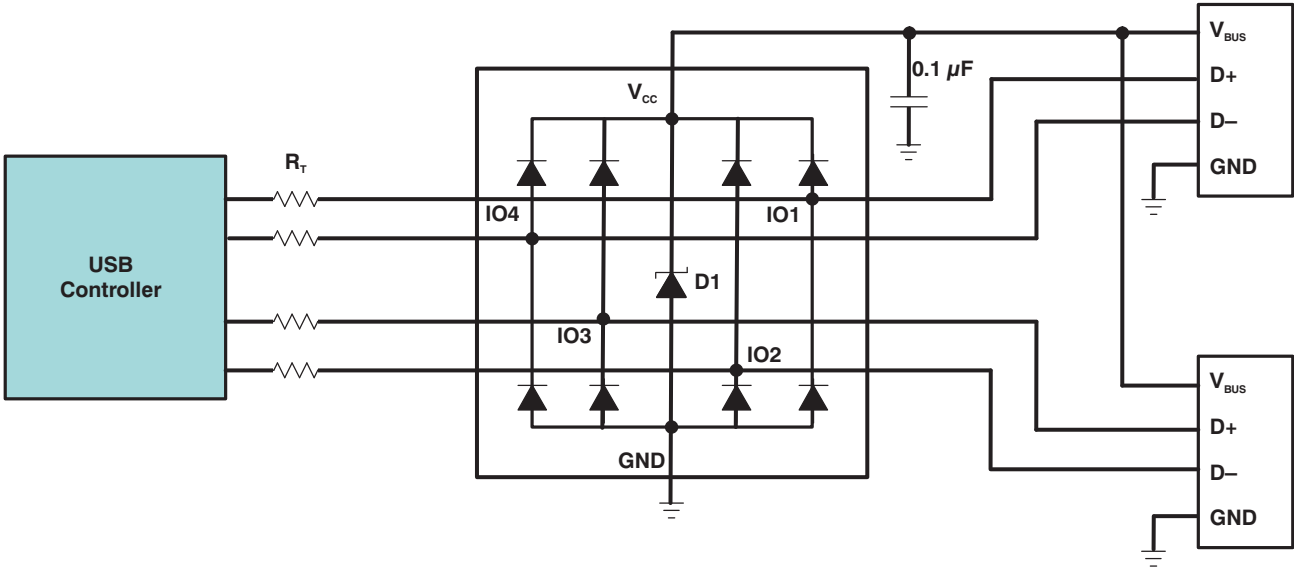 V_BUS
0.1 µF
D+
V_CC
D–
R_T
GND
IO4
IO1
USB
Controller
D1
IO3
IO2
V_BUS
D+
GND
D–
GND